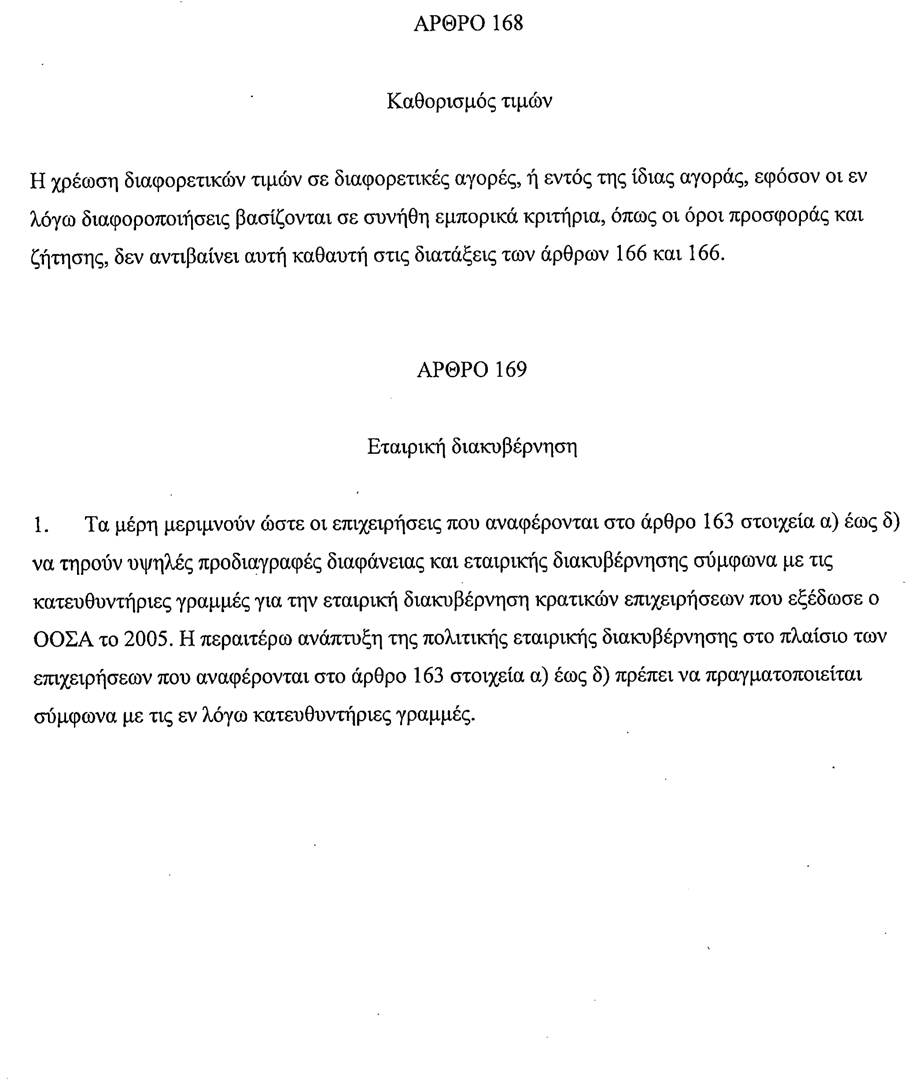 ΑΡΘΡΟ 168
Καθορισμός τιμών
Η χρέωση διαφορετικών τιμών σε διαφορετικές αγορές, ή εντός της ίδιας αγοράς, εφόσον οι εν
λόγω διαφοροποιήσεις βασίζονται σε συνήθη εμπορικά κριτήρια, όπως οι όροι προσφοράς και
ζήτησης, δεν αντιβαίνει αυτή καθαυτή στις διατάξεις των άρθρων 166 και 166.
ΑΡΘΡΟ 169
Εταιρική διακυβέρνηση
1. Τα μέρη μεριμνούν ώστε οι επιχειρήσεις που αναφέρονται στο άρθρο 163 στοιχεία α) έως δ)
να τηρούν υψηλές προδιαγραφές διαφάνειας και εταιρικής διακυβέρνησης σύμφωνα με τις
κατευθυντήριες γραμμές για την εταιρική διακυβέρνηση κρατικών επιχειρήσεων που εξέδωσε ο
ΟΟΣΑ το 2005. Η περαιτέρω ανάπτυξη της πολιτικής εταιρικής διακυβέρνησης στο πλαίσιο των
επιχειρήσεων που αναφέρονται στο άρθρο 163 στοιχεία α) έως δ) πρέπει να πραγματοποιείται
σύμφωνα με τις εν λόγω κατευθυντήριες γραμμές.